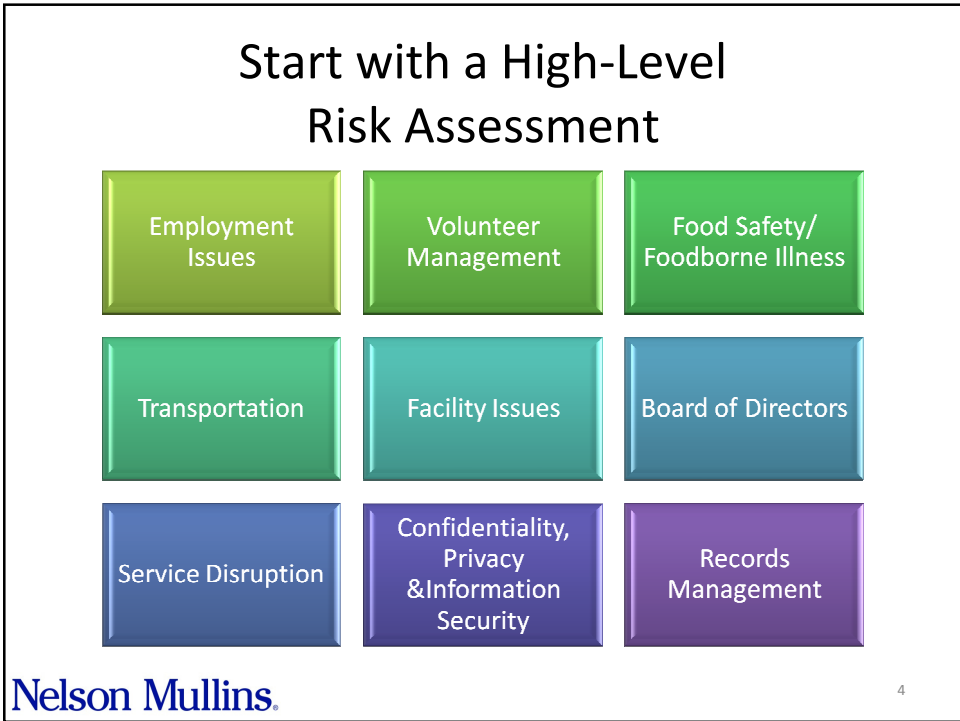 Start with a High-Level
Risk Assessment
Employment
Issues
Volunteer
Management
Food Safety/
Foodborne Illness
Transportation
Facility Issues
Board of Directors
Service Disruption
Confidentiality,
Privacy
&Information
Security
Records
Management
Nelson Mullins®
4